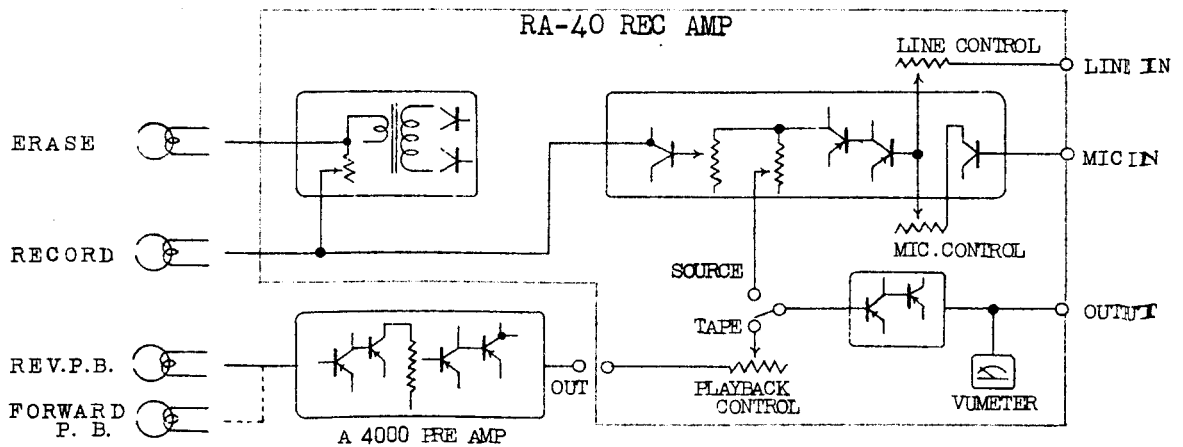 RA-40 REC AMP
LINE CONTROL
LINE IN
ERASE
MIC IN
RECORD
MIC.CONTROL
SOURCE
TAPE
OUTUT
REV.P.B.
OUT
PLAYBACK
CONTROL
VUMETER
FORWARD
P. B.
A 4000 PRE AMP